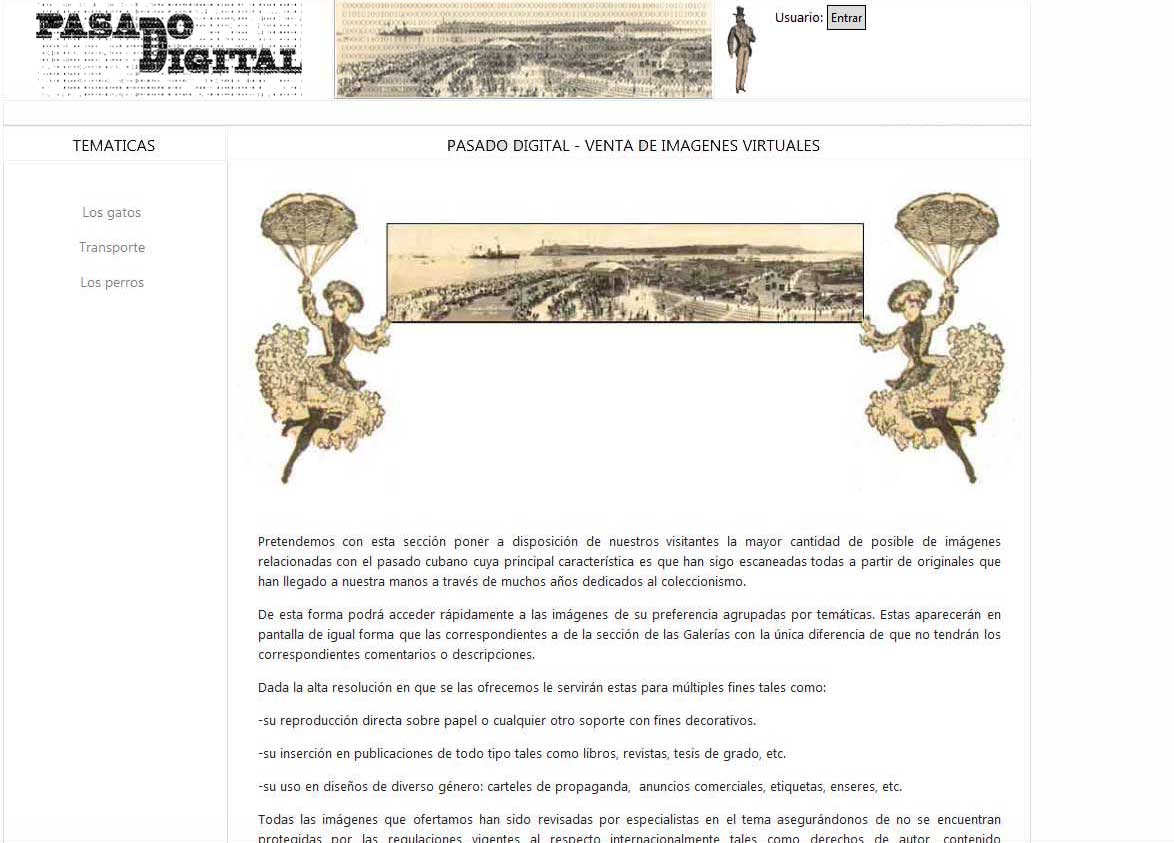 PASADO
DIGITAL
Usuario: Entrar
TEMATICAS
PASADO DIGITAL - VENTA DE IMAGENES VIRTUALES
Los gatos
Transporte
Los perros
Pretendemos con esta sección poner a disposición de nuestros visitantes la mayor cantidad de posible de imágenes
relacionadas con el pasado cubano cuya principal característica es que han sigo escaneadas todas a partir de originales que
han llegado a nuestra manos a través de muchos años dedicados al coleccionismo.
De esta forma podrá acceder rápidamente a las imágenes de su preferencia agrupadas por temáticas. Estas aparecerán en
pantalla de igual forma que las correspondientes a de la sección de las Galerías con la única diferencia de que no tendrán los
correspondientes comentarios o descripciones.
Dada la alta resolución en que se las ofrecemos le servirán estas para múltiples fines tales como:
-su reproducción directa sobre papel o cualquier otro soporte con fines decorativos.
-su inserción en publicaciones de todo tipo tales como libros, revistas, tesis de grado, etc.
-su uso en diseños de diverso género: carteles de propaganda, anuncios comerciales, etiquetas, enseres, etc.
Todas las imágenes que ofertamos han sido revisadas por especialistas en el tema asegurándonos de no se encuentran
protegidas por las regulaciones vigentes al respecto internacionalmente tales como derechos de autor, contenido